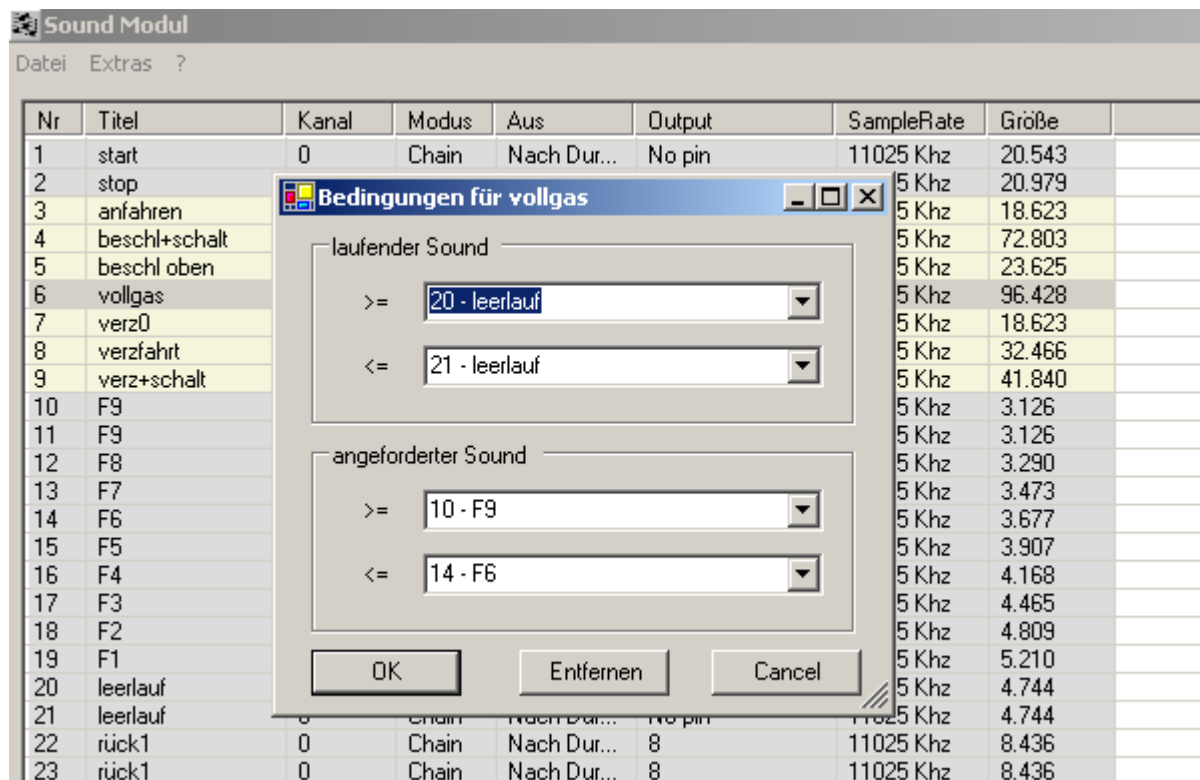 Sound Modul
Datei Extras ?
Nr Titel Kanal Modus Aus Output SampleRate Größe
1 start 0 Chain Nach Dur... No pin 11025 Khz 20.543
2 stop 5 Khz 20.979
Bedingungen für vollgas
3 anfahren 5 Khz 18.623
4 beschl+schalt 5 Khz 72.803
laufender Sound
5 beschl oben 5 Khz 23.625
6 vollgas 5 Khz 96.428
>= 20 - leerlauf
7 verz0 5 Khz 18.623
8 verzfahrt 5 Khz 32.466
<= 21 - leerlauf
9 verz+schalt 5 Khz 41.840
10 F9 5 Khz 3.126
11 F9 5 Khz 3.126
angeforderter Sound
12 F8 5 Khz 3.290
13 F7 5 Khz 3.473
>= 10 - F9
14 F6 5 Khz 3.677
15 F5 5 Khz 3.907
<= 14 - F6
16 F4 5 Khz 4.168
17 F3 5 Khz 4.465
18 F2 5 Khz 4.809
19 F1 5 Khz 5.210
OK Entfernen Cancel
20 leerlauf 5 Khz 4.744
21 leerlauf 0 Chain Nach Dur... No pin 11025 Khz 4.744
22 rück1 0 Chain Nach Dur... 8 11025 Khz 8.436
23 rück1 0 Chain Nach Dur... 8 11025 Khz 8.436